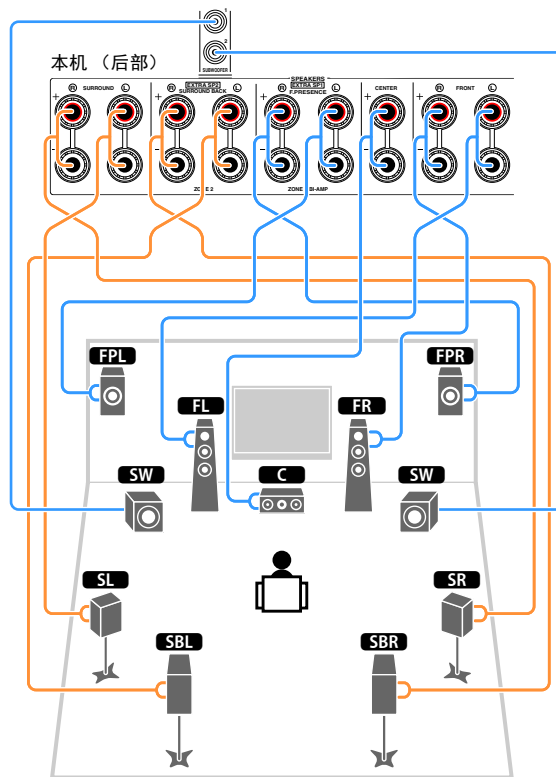 1
2
SUBWOOFER
本机 （后部）
SPEAKERS
R SURROUND L
EXTRA SP2
R SURROUND BACK L
EXTRA SP1
R F.PRESENCE L
CENTER
R FRONT L
+ + + + +
- - - - -
ZONE 2
BI-AMP
FPL
FPR
FL
FR
SW
C
SW
SL
SR
SBL
SBR